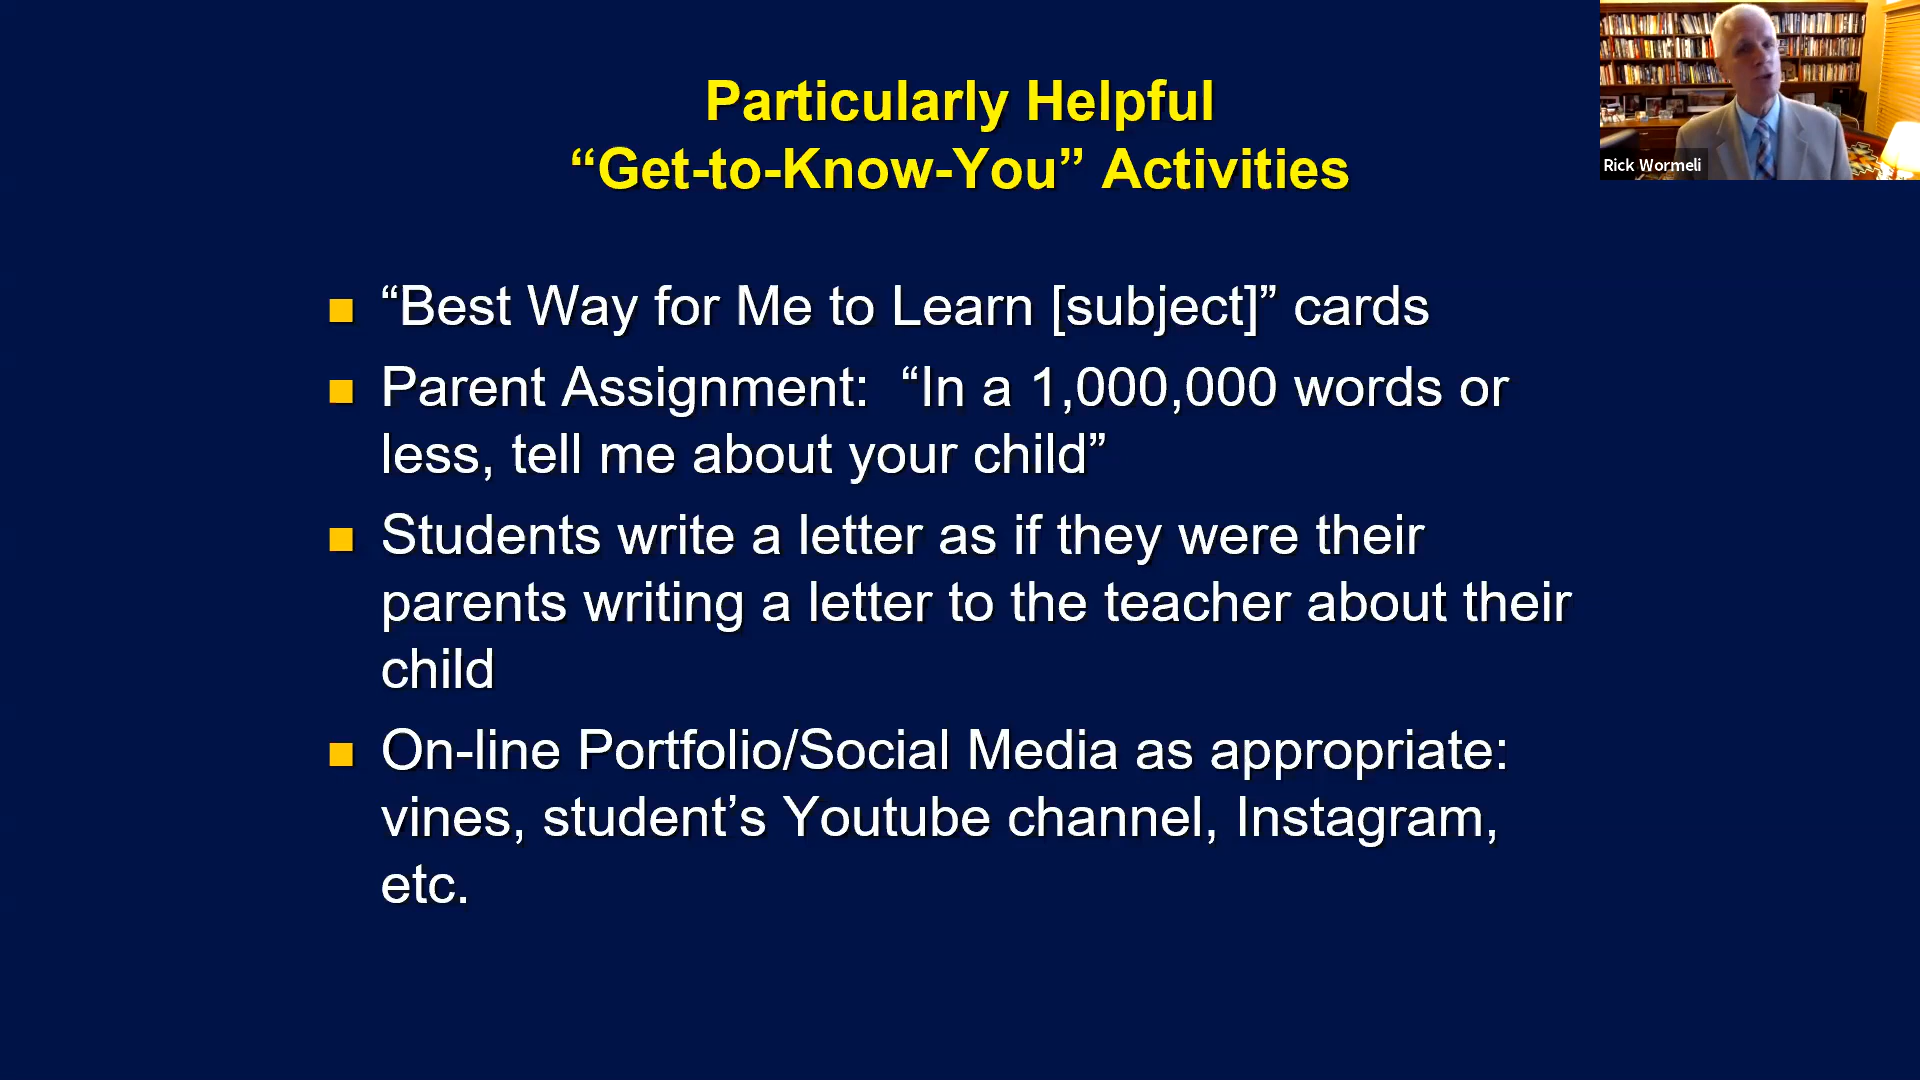 Particularly Helpful
“Get-to-Know-You” Activities
Rick Wormeli
“Best Way for Me to Learn [subject]” cards
Parent Assignment:  “In a 1,000,000 words or
less, tell me about your child”
Students write a letter as if they were their
parents writing a letter to the teacher about their
child
On-line Portfolio/Social Media as appropriate:
vines, student’s Youtube channel, Instagram,
etc.